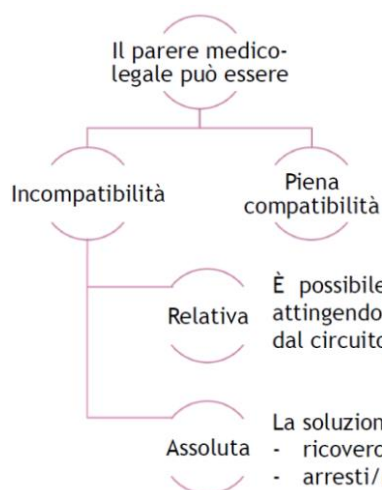 Il parere medico-
legale può essere
Incompatibilità
Piena
compatibilità
Relativa
È possibile
attingendo
dal circuito
Assoluta
La soluzion
- ricovero
- arresti/